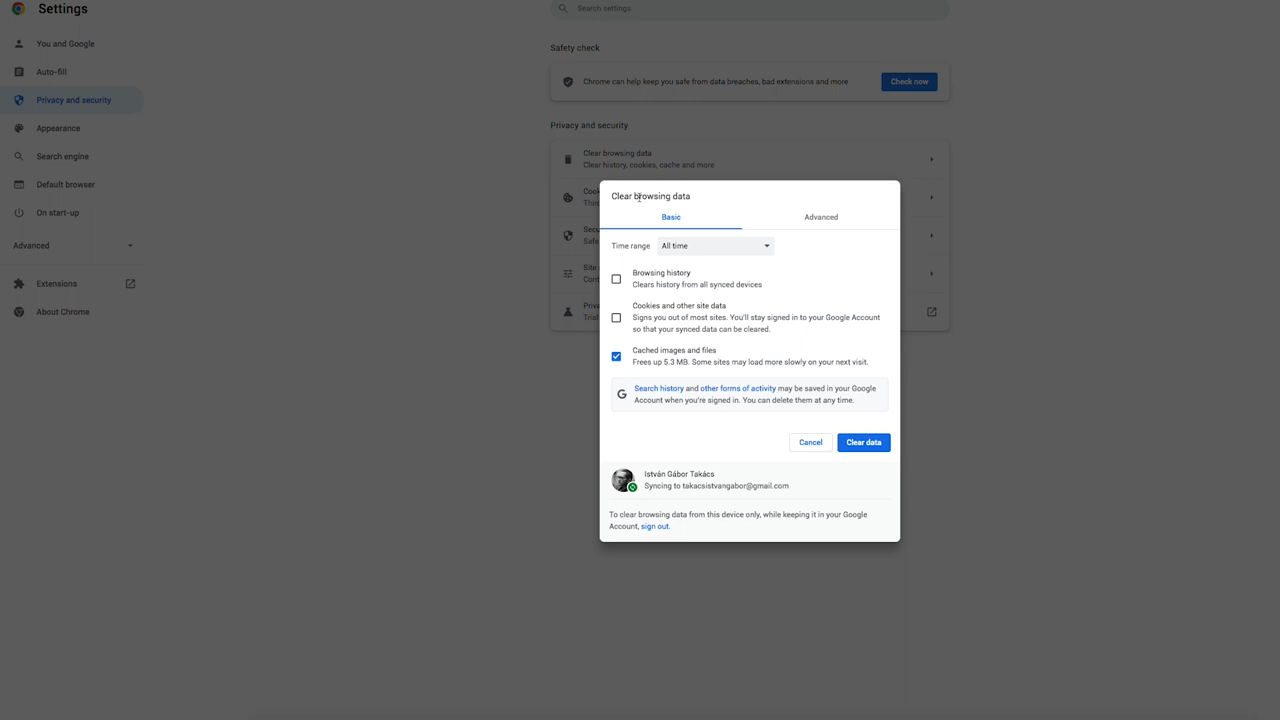 Settings
Search settings
You and Google
Auto-fill
Privacy and security
Appearance
Search engine
Default browser
On start-up
Advanced
Extensions
About Chrome
Safety check
Chrome can help keep you safe from data breaches, bad extensions and more
Check now
Privacy and security
Clear browsing data
Clear history, cookies, cache and more
Clear browsing data
Basic
Advanced
Time range
All time
Browsing history
Clears history from all synced devices
Cookies and other site data
Signs you out of most sites. You'll stay signed in to your Google Account
so that your synced data can be cleared.
Cached images and files
Frees up 5.3 MB. Some sites may load more slowly on your next visit.
Search history and other forms of activity may be saved in your Google
Account when you're signed in. You can delete them at any time.
Cancel
Clear data
István Gábor Takács
Syncing to takacsistvangabor@gmail.com
To clear browsing data from this device only, while keeping it in your Google
Account, sign out.